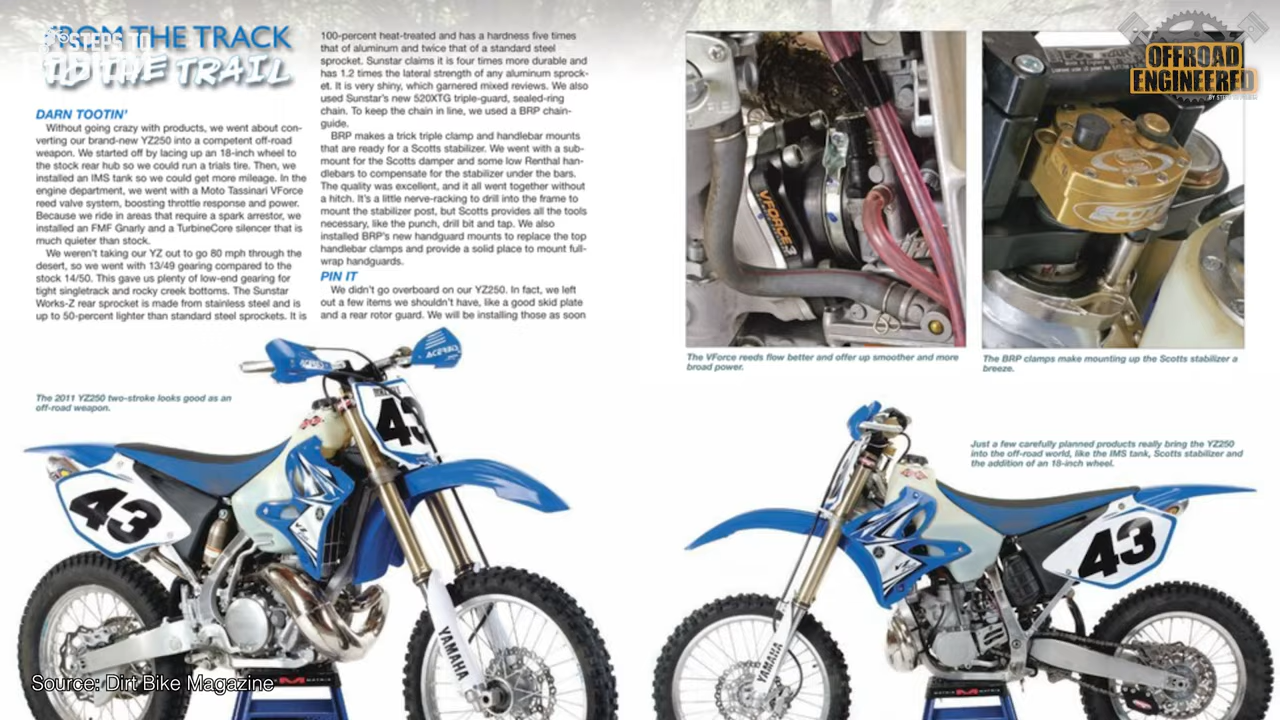 FROM THE TRACK
TO THE TRAIL
DARN TOOTIN'
Without going crazy with products, we went about con-
verting our brand-new YZ250 into a competent off-road
weapon. We started off by lacing up an 18-inch wheel to
the stock rear hub so we could run a trials tire. Then, we
installed an IMS tank so we could get more mileage. In the
engine department, we went with a Moto Tassinari VForce
reed valve system, boosting throttle response and power.
Because we ride in areas that require a spark arrestor, we
installed an FMF Gnarly and a TurbineCore silencer that is
much quieter than stock.
We weren't taking our YZ out to go 80 mph through the
desert, so we went with 13/49 gearing compared to the
stock 14/50. This gave us plenty of low-end gearing for
tight singletrack and rocky creek bottoms. The Sunstar
Works-Z rear sprocket is made from stainless steel and is
up to 50-percent lighter than standard steel sprockets. It is
100-percent heat-treated and has a hardness five times
that of aluminum and twice that of a standard steel
sprocket. Sunstar claims it is four times more durable and
has 1.2 times the lateral strength of any aluminum sprock-
et. It is very shiny, which garnered mixed reviews. We also
used Sunstar's new 520XTG triple-guard, sealed-ring
chain. To keep the chain in line, we used a BRP chain-
guide.
BRP makes a trick triple clamp and handlebar mounts
that are ready for a Scotts stabilizer. We went with a sub-
mount for the Scotts damper and some low Renthal han-
dlebars to compensate for the stabilizer under the bars.
The quality was excellent, and it all went together without
a hitch. It's a little nerve-racking to drill into the frame to
mount the stabilizer post, but Scotts provides all the tools
necessary, like the punch, drill bit and tap. We also
installed BRP's new handguard mounts to replace the top
handlebar clamps and provide a solid place to mount full-
wrap handguards.
PIN IT
We didn't go overboard on our YZ250. In fact, we left
out a few items we shouldn't have, like a good skid plate
and a rear rotor guard. We will be installing those as soon
OFFROAD
ENGINEERED
VFORCE
SCOTTS
The VForce reeds flow better and offer up smoother and more
broad power.
The BRP clamps make mounting up the Scotts stabilizer a
breeze.
The 2011 YZ250 two-stroke looks good as an
off-road weapon.
Just a few carefully planned products really bring the YZ250
into the off-road world, like the IMS tank, Scotts stabilizer and
the addition of an 18-inch wheel.
ACERBIS
43
43
YAMAHA
43
YAMAHA
MATRIX
Source: Dirt Bike Magazine